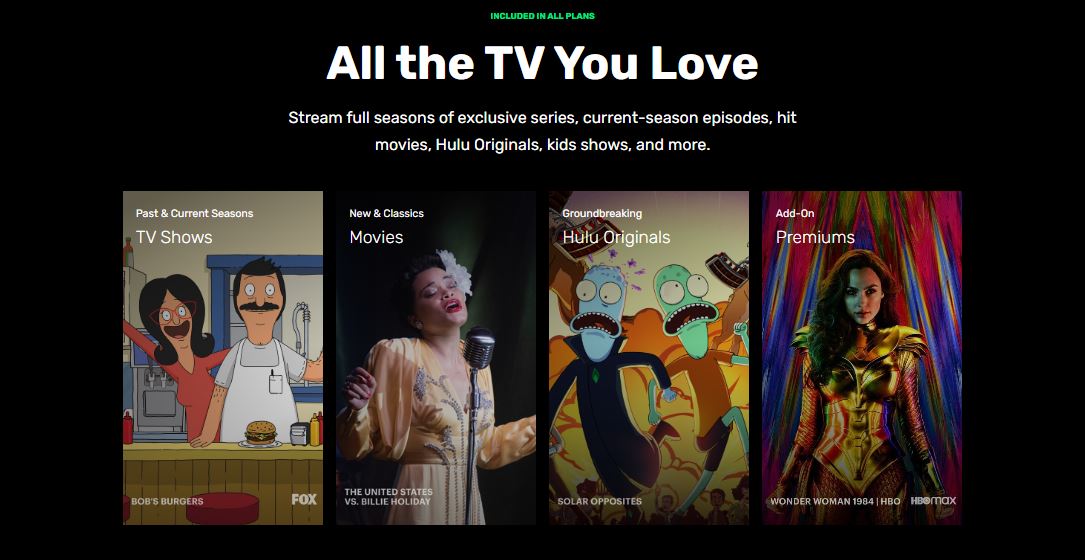 INCLUDED IN ALL PLANS
All the TV You Love
Stream full seasons of exclusive series, current-season episodes, hit
movies, Hulu Originals, kids shows, and more.
Past & Current Seasons
TV Shows
BOB'S BURGERS
FOX
New & Classics
Movies
THE UNITED STATES
VS. BILLIE HOLIDAY
Groundbreaking
Hulu Originals
SOLAR OPPOSITES
Add-On
Premiums
WONDER WOMAN 1984 | HBO
HBOmax